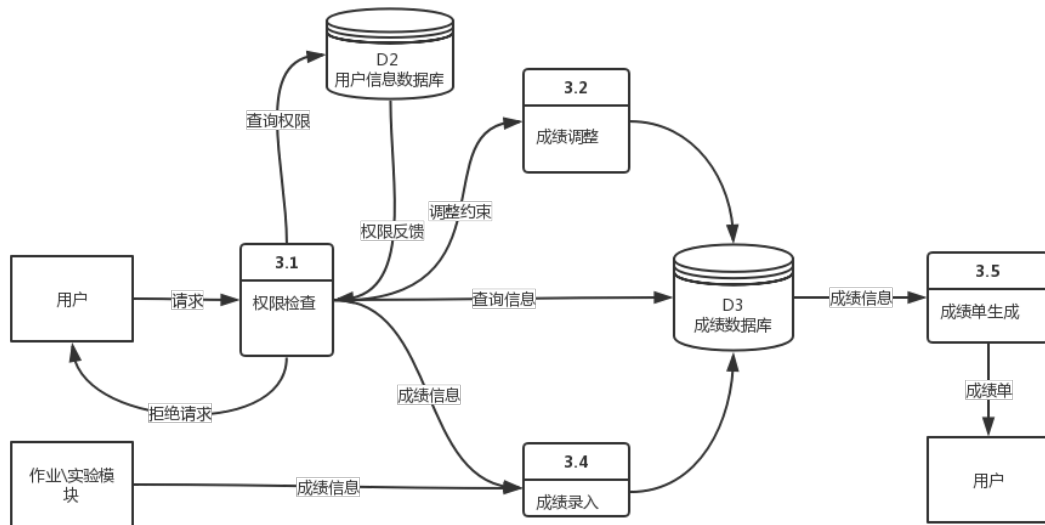 D2
用户信息数据库
3.2
成绩调整
查询权限
调整约束
权限反馈
3.1
权限检查
用户
请求
查询信息
D3
成绩数据库
成绩信息
3.5
成绩单生成
拒绝请求
成绩信息
成绩单
作业\实验模
块
成绩信息
3.4
成绩录入
用户